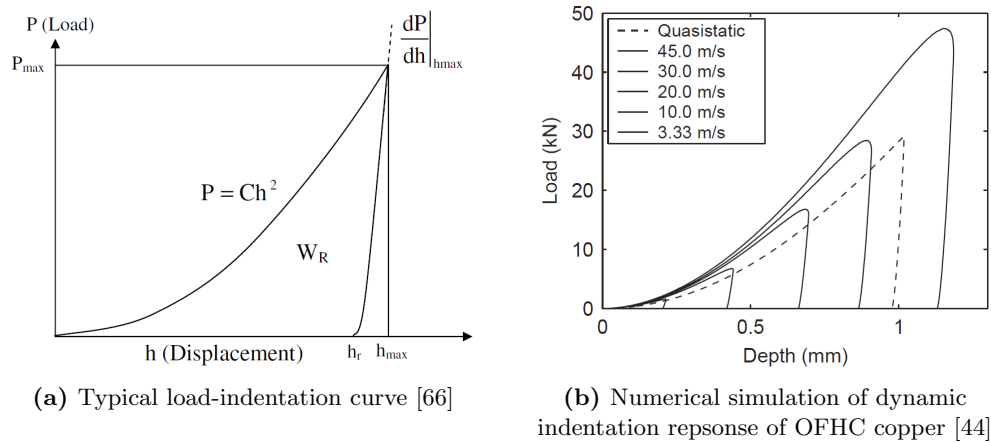 P (Load)
P_max
dP
dh |hmax
P = Ch^2
W_R
h (Displacement)
h_r
h_max
(a) Typical load-indentation curve [66]
50
40
30
20
10
0
Load (kN)
Quasistatic
45.0 m/s
30.0 m/s
20.0 m/s
10.0 m/s
3.33 m/s
0
0.5
1
Depth (mm)
(b) Numerical simulation of dynamic
indentation repsonse of OFHC copper [44]